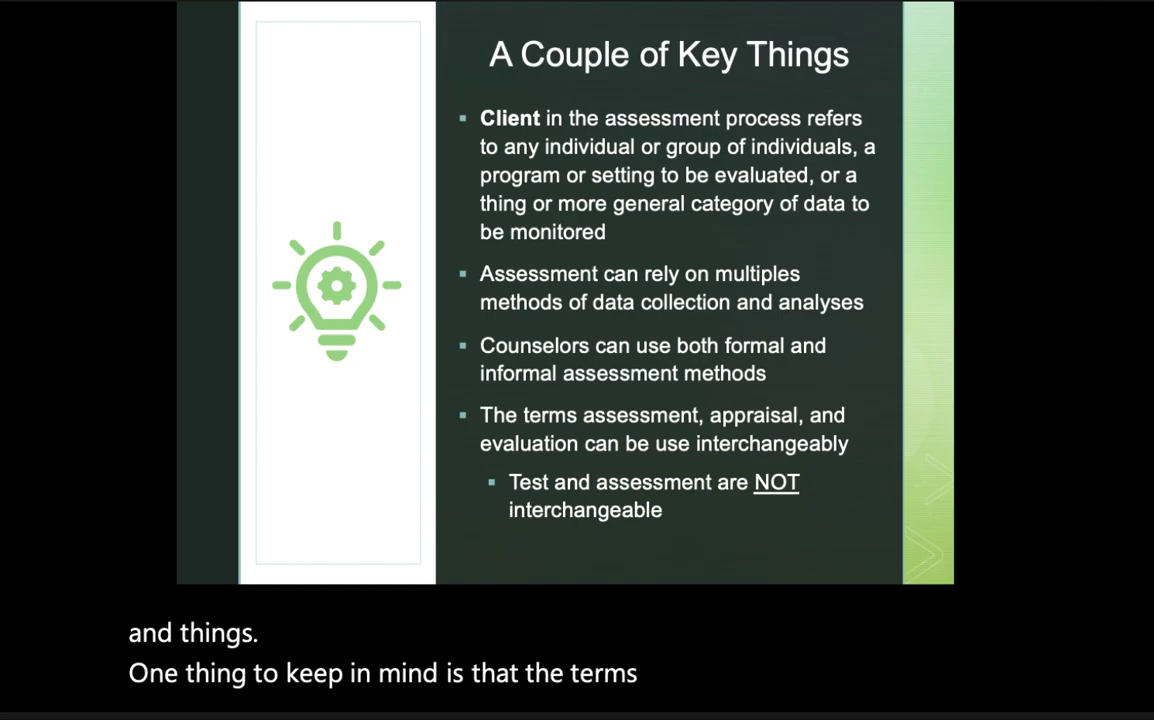 A Couple of Key Things
▪ Client in the assessment process refers
to any individual or group of individuals, a
program or setting to be evaluated, or a
thing or more general category of data to
be monitored
▪ Assessment can rely on multiples
methods of data collection and analyses
▪ Counselors can use both formal and
informal assessment methods
▪ The terms assessment, appraisal, and
evaluation can be use interchangeably
▪ Test and assessment are NOT
interchangeable
and things.
One thing to keep in mind is that the terms